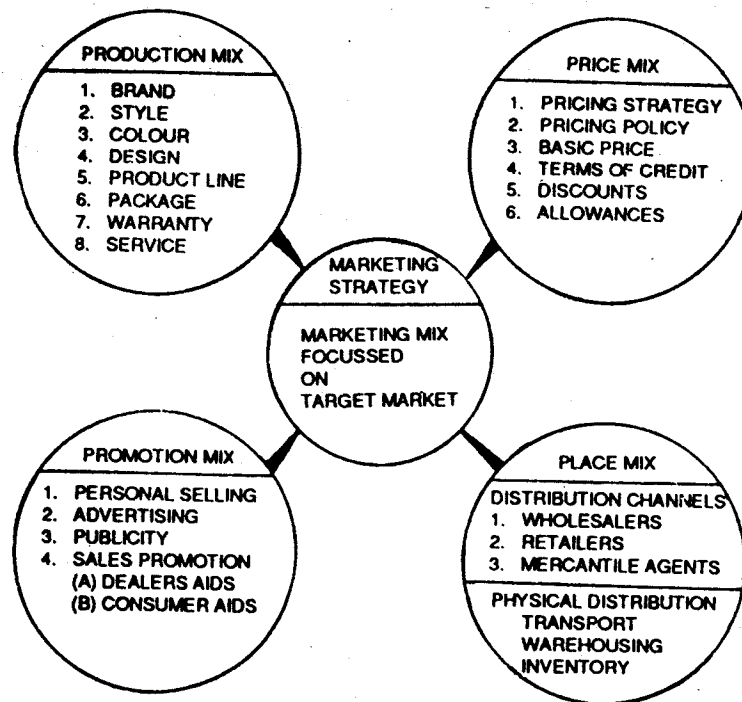 PRODUCTION MIX
1. BRAND
2. STYLE
3. COLOUR
4. DESIGN
5. PRODUCT LINE
6. PACKAGE
7. WARRANTY
8. SERVICE
PRICE MIX
1. PRICING STRATEGY
2. PRICING POLICY
3. BASIC PRICE
4. TERMS OF CREDIT
5. DISCOUNTS
6. ALLOWANCES
MARKETING
STRATEGY
MARKETING MIX
FOCUSSED
ON
TARGET MARKET
PROMOTION MIX
1. PERSONAL SELLING
2. ADVERTISING
3. PUBLICITY
4. SALES PROMOTION
(A) DEALERS AIDS
(B) CONSUMER AIDS
PLACE MIX
DISTRIBUTION CHANNELS
1. WHOLESALERS
2. RETAILERS
3. MERCANTILE AGENTS
PHYSICAL DISTRIBUTION
TRANSPORT
WAREHOUSING
INVENTORY